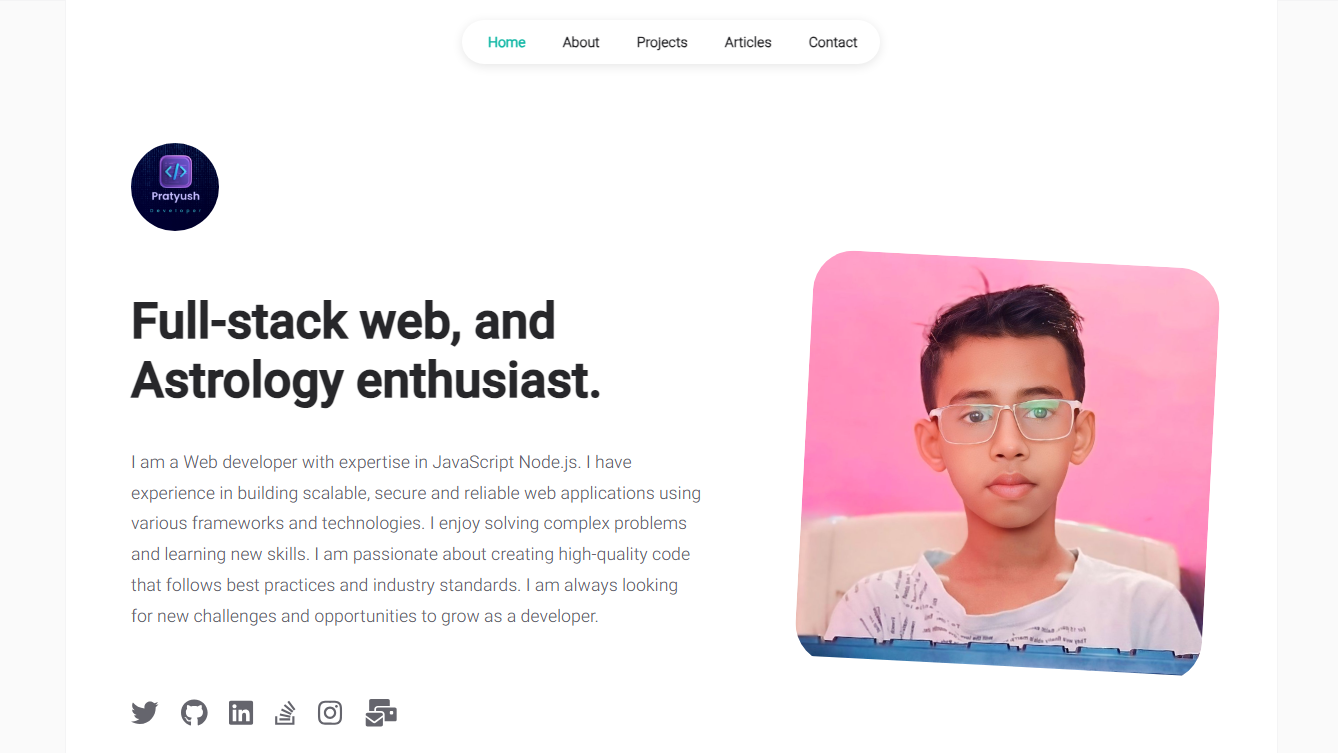 Home About Projects Articles Contact
</>
Pratyush
Developer
Full-stack web, and
Astrology enthusiast.
I am a Web developer with expertise in JavaScript Node.js. I have
experience in building scalable, secure and reliable web applications using
various frameworks and technologies. I enjoy solving complex problems
and learning new skills. I am passionate about creating high-quality code
that follows best practices and industry standards. I am always looking
for new challenges and opportunities to grow as a developer.
in